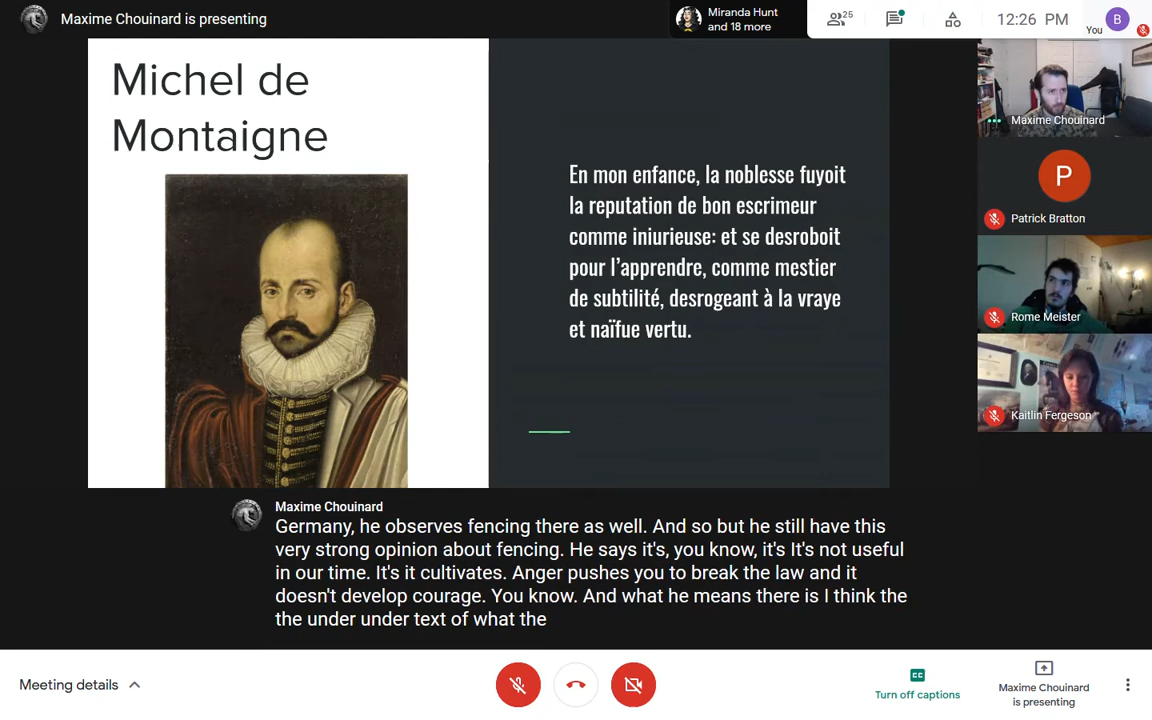 Maxime Chouinard is presenting
Miranda Hunt
and 18 more
25
12:26 PM
You
B
Michel de
Montaigne
En mon enfance, la noblesse fuyoit
la reputation de bon escrimeur
comme iniurieuse: et se desroboit
pour l’apprendre, comme mestier
de subtilité, desrogeant à la vraye
et naïfue vertu.
Maxime Chouinard
P
Patrick Bratton
Rome Meister
Kaitlin Fergeson
Maxime Chouinard
Germany, he observes fencing there as well. And so but he still have this
very strong opinion about fencing. He says it's, you know, it's It's not useful
in our time. It's it cultivates. Anger pushes you to break the law and it
doesn't develop courage. You know. And what he means there is I think the
the under under text of what the
Meeting details
CC
Turn off captions
Maxime Chouinard
is presenting